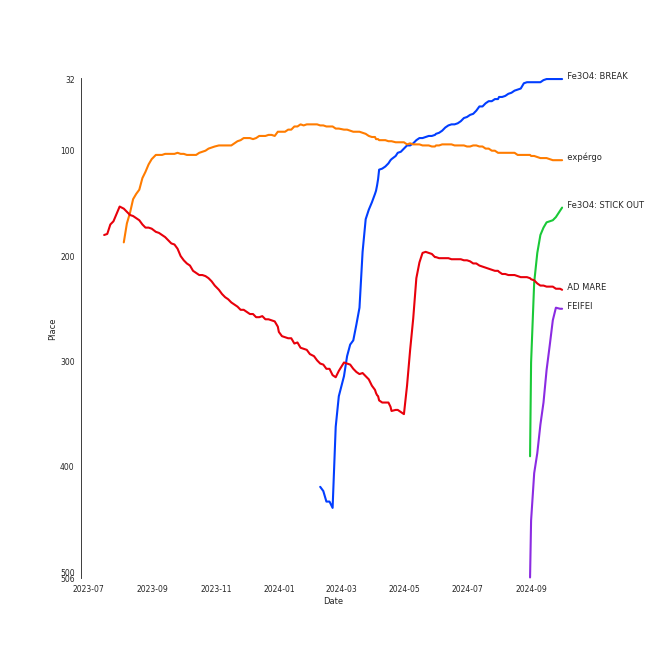 32
Fe3O4: BREAK
100
expérgo
Fe3O4: STICK OUT
200
AD MARE
FEIFEI
Place
300
400
500
506
2023-07
2023-09
2023-11
2024-01
2024-03
2024-05
2024-07
2024-09
Date